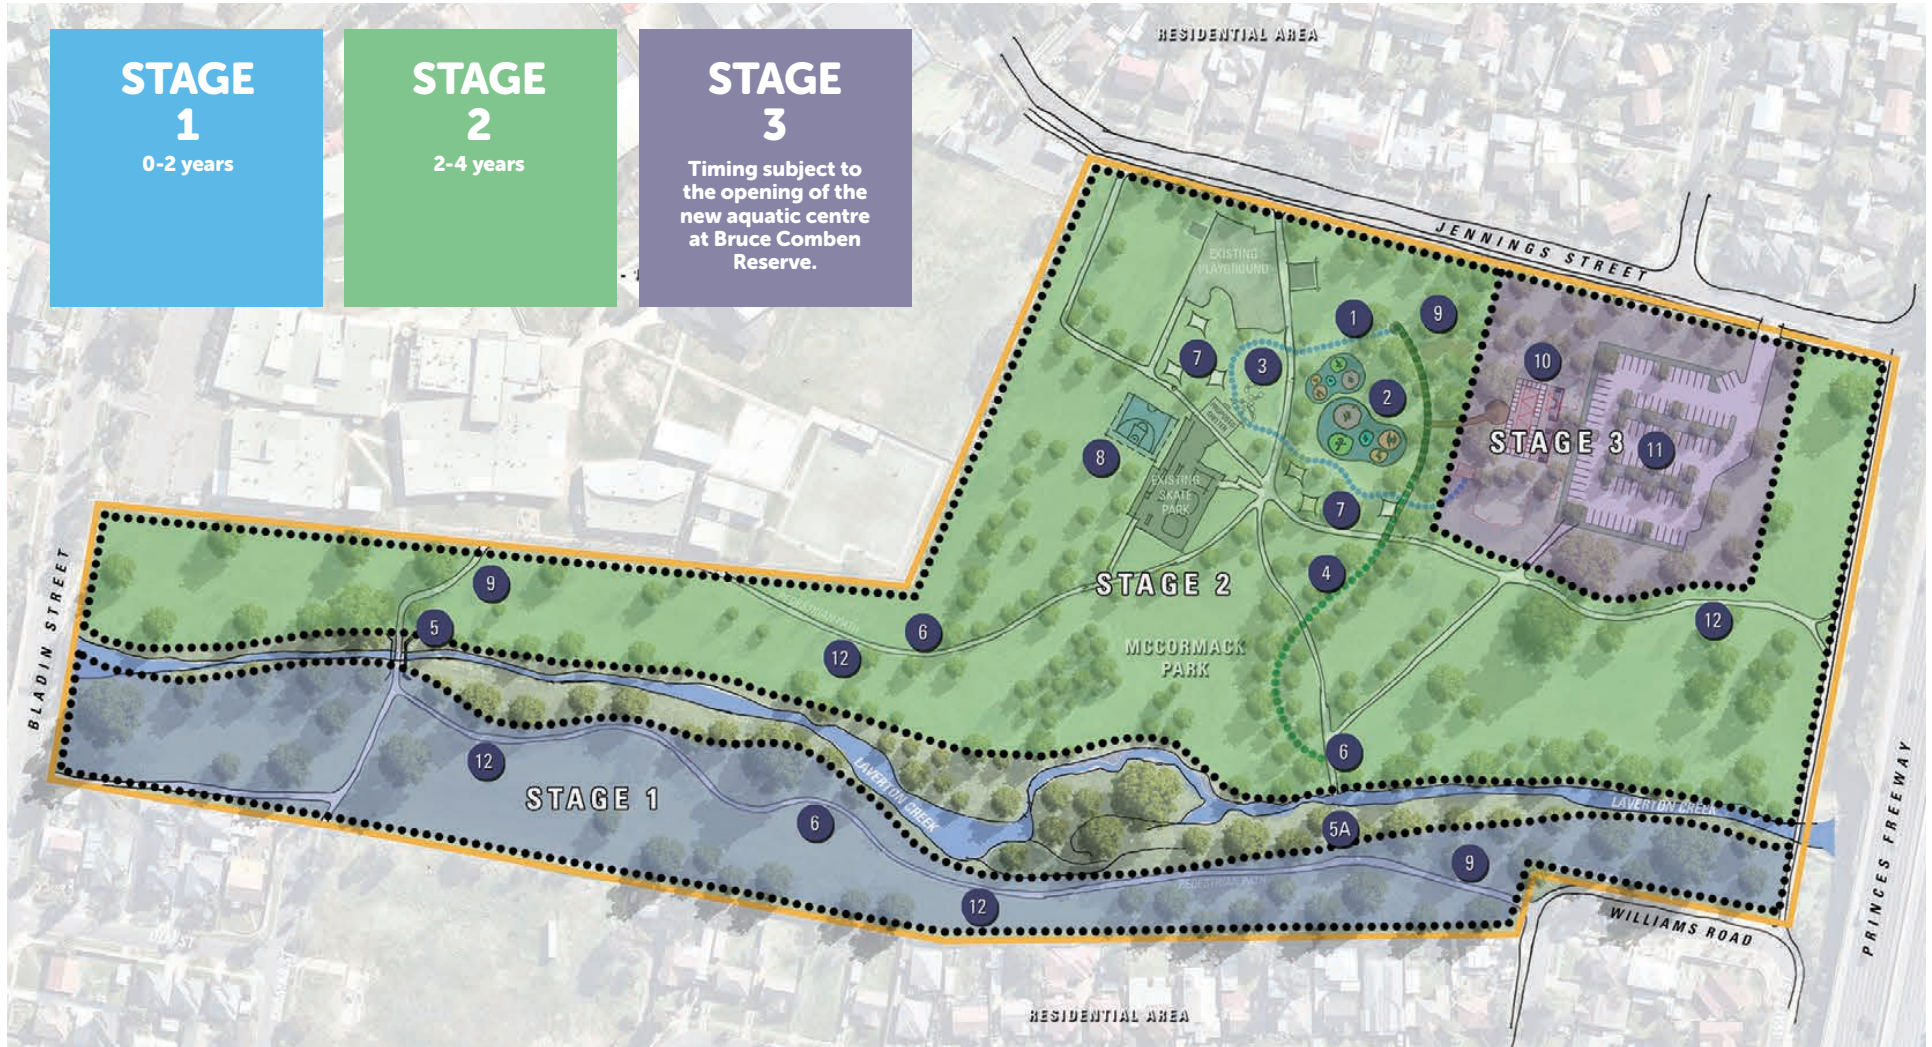 STAGE
1
0-2 years
STAGE
2
2-4 years
STAGE
3
Timing subject to
the opening of the
new aquatic centre
at Bruce Comben
Reserve.
RESIDENTIAL AREA
JENNINGS STREET
EXISTING
PLAYGROUND
1
9
7
3
10
2
STAGE 3
11
8
EXISTING
SKATE
PARK
7
4
STAGE 2
BLADIN STREET
9
5
PEDESTRIAN PATH
6
12
12
MCCORMACK
PARK
12
STAGE 1
6
LAVERTON CREEK
6
5A
LAVERTON CREEK
9
PEDESTRIAN PATH
12
WILLIAMS ROAD
PRINCES FREEWAY
RESIDENTIAL AREA